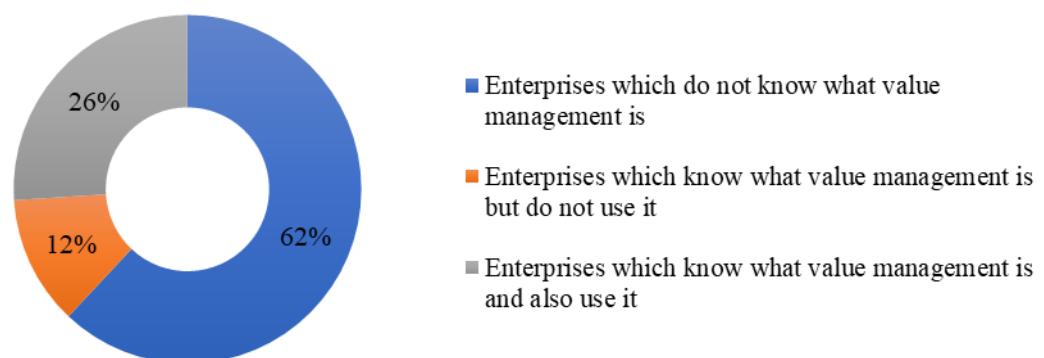 26%
12%
62%
Enterprises which do not know what value
management is
Enterprises which know what value management is
but do not use it
Enterprises which know what value management is
and also use it